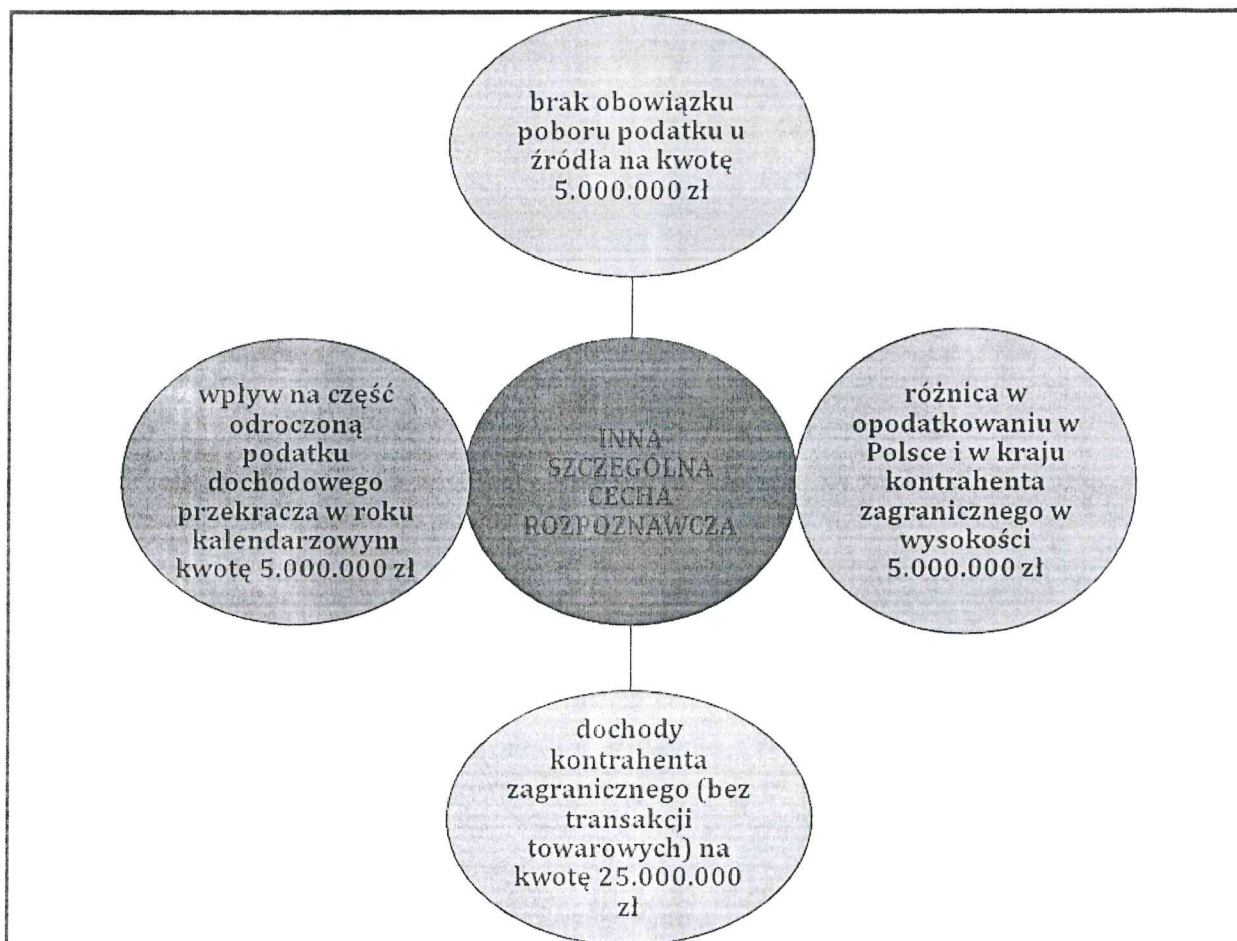 brak obowiązku
poboru podatku u
źródła na kwotę
5.000.000 zł
wpływ na część
odroczoną
podatku
dochodowego
przekracza w roku
kalendarzowym
kwotę 5.000.000 zł
INNA
SZCZEGÓLNA
CECHA
ROZPOZNAWCZA
różnica w
opodatkowaniu w
Polsce i w kraju
kontrahenta
zagranicznego w
wysokości
5.000.000 zł
dochody
kontrahenta
zagranicznego (bez
transakcji
towarowych) na
kwotę 25.000.000
zł